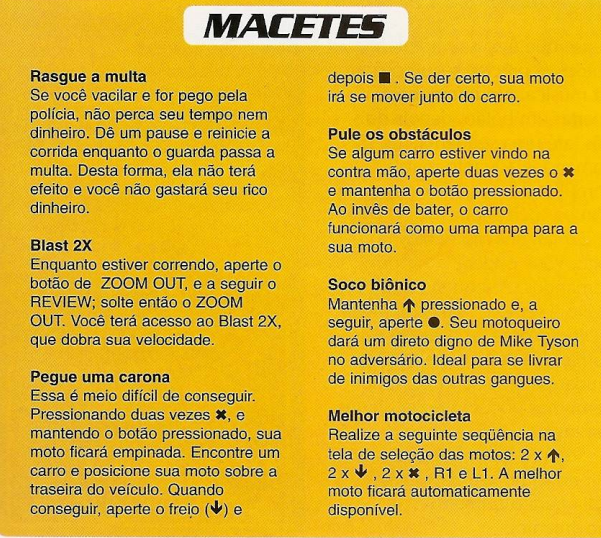 MACETES
Rasgue a multa
Se você vacilar e for pego pela
polícia, não perca seu tempo nem
dinheiro. Dê um pause e reinicie a
corrida enquanto o guarda passa a
multa. Desta forma, ela não terá
efeito e você não gastará seu rico
dinheiro.
Blast 2X
Enquanto estiver correndo, aperte o
botão de ZOOM OUT, e a seguir o
REVIEW; solte então o ZOOM
OUT. Você terá acesso ao Blast 2X,
que dobra sua velocidade.
Pegue uma carona
Essa é meio difícil de conseguir.
Pressionando duas vezes ✖, e
mantendo o botão pressionado, sua
moto ficará empinada. Encontre um
carro e posicione sua moto sobre a
traseira do veículo. Quando
conseguir, aperte o freio (↓) e
depois ■ . Se der certo, sua moto
irá se mover junto do carro.
Pule os obstáculos
Se algum carro estiver vindo na
contra mão, aperte duas vezes o ✖
e mantenha o botão pressionado.
Ao invês de bater, o carro
funcionará como uma rampa para a
sua moto.
Soco biônico
Mantenha ↑ pressionado e, a
seguir, aperte ●. Seu motoqueiro
dará um direto digno de Mike Tyson
no adversário. Ideal para se livrar
de inimigos das outras gangues.
Melhor motocicleta
Realize a seguinte seqüência na
tela de seleção das motos: 2 x ↑,
2 x ↓ , 2 x ✖ , R1 e L1. A melhor
moto ficará automaticamente
disponível.